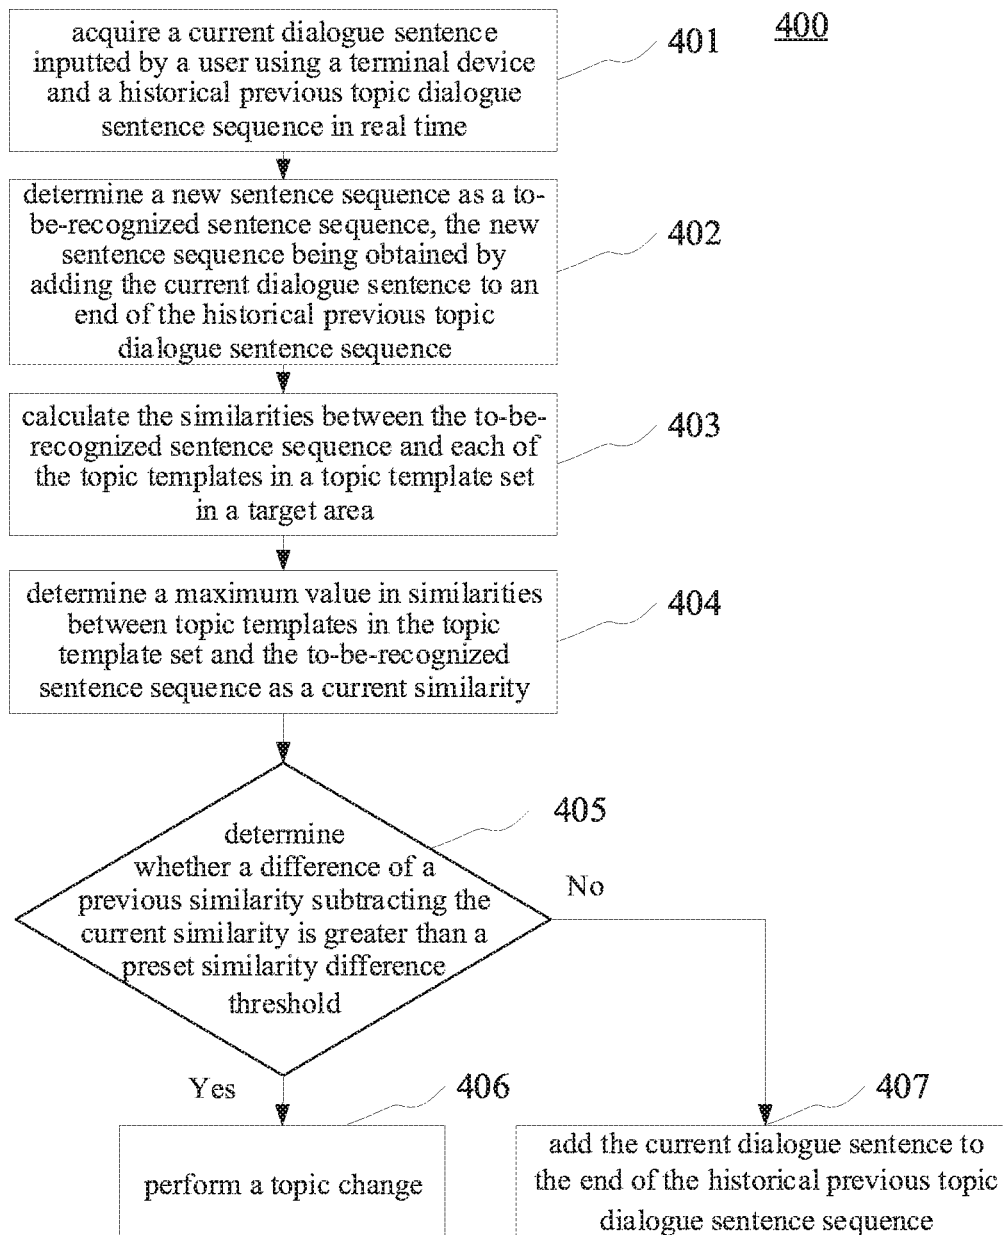 400
acquire a current dialogue sentence
inputted by a user using a terminal device
and a historical previous topic dialogue
sentence sequence in real time
401
determine a new sentence sequence as a to-
be-recognized sentence sequence, the new
sentence sequence being obtained by
adding the current dialogue sentence to an
end of the historical previous topic
dialogue sentence sequence
402
calculate the similarities between the to-be-
recognized sentence sequence and each of
the topic templates in a topic template set
in a target area
403
determine a maximum value in similarities
between topic templates in the topic
template set and the to-be-recognized
sentence sequence as a current similarity
404
determine
whether a difference of a
previous similarity subtracting the
current similarity is greater than a
preset similarity difference
threshold
405
No
Yes
406
perform a topic change
407
add the current dialogue sentence to
the end of the historical previous topic
dialogue sentence sequence